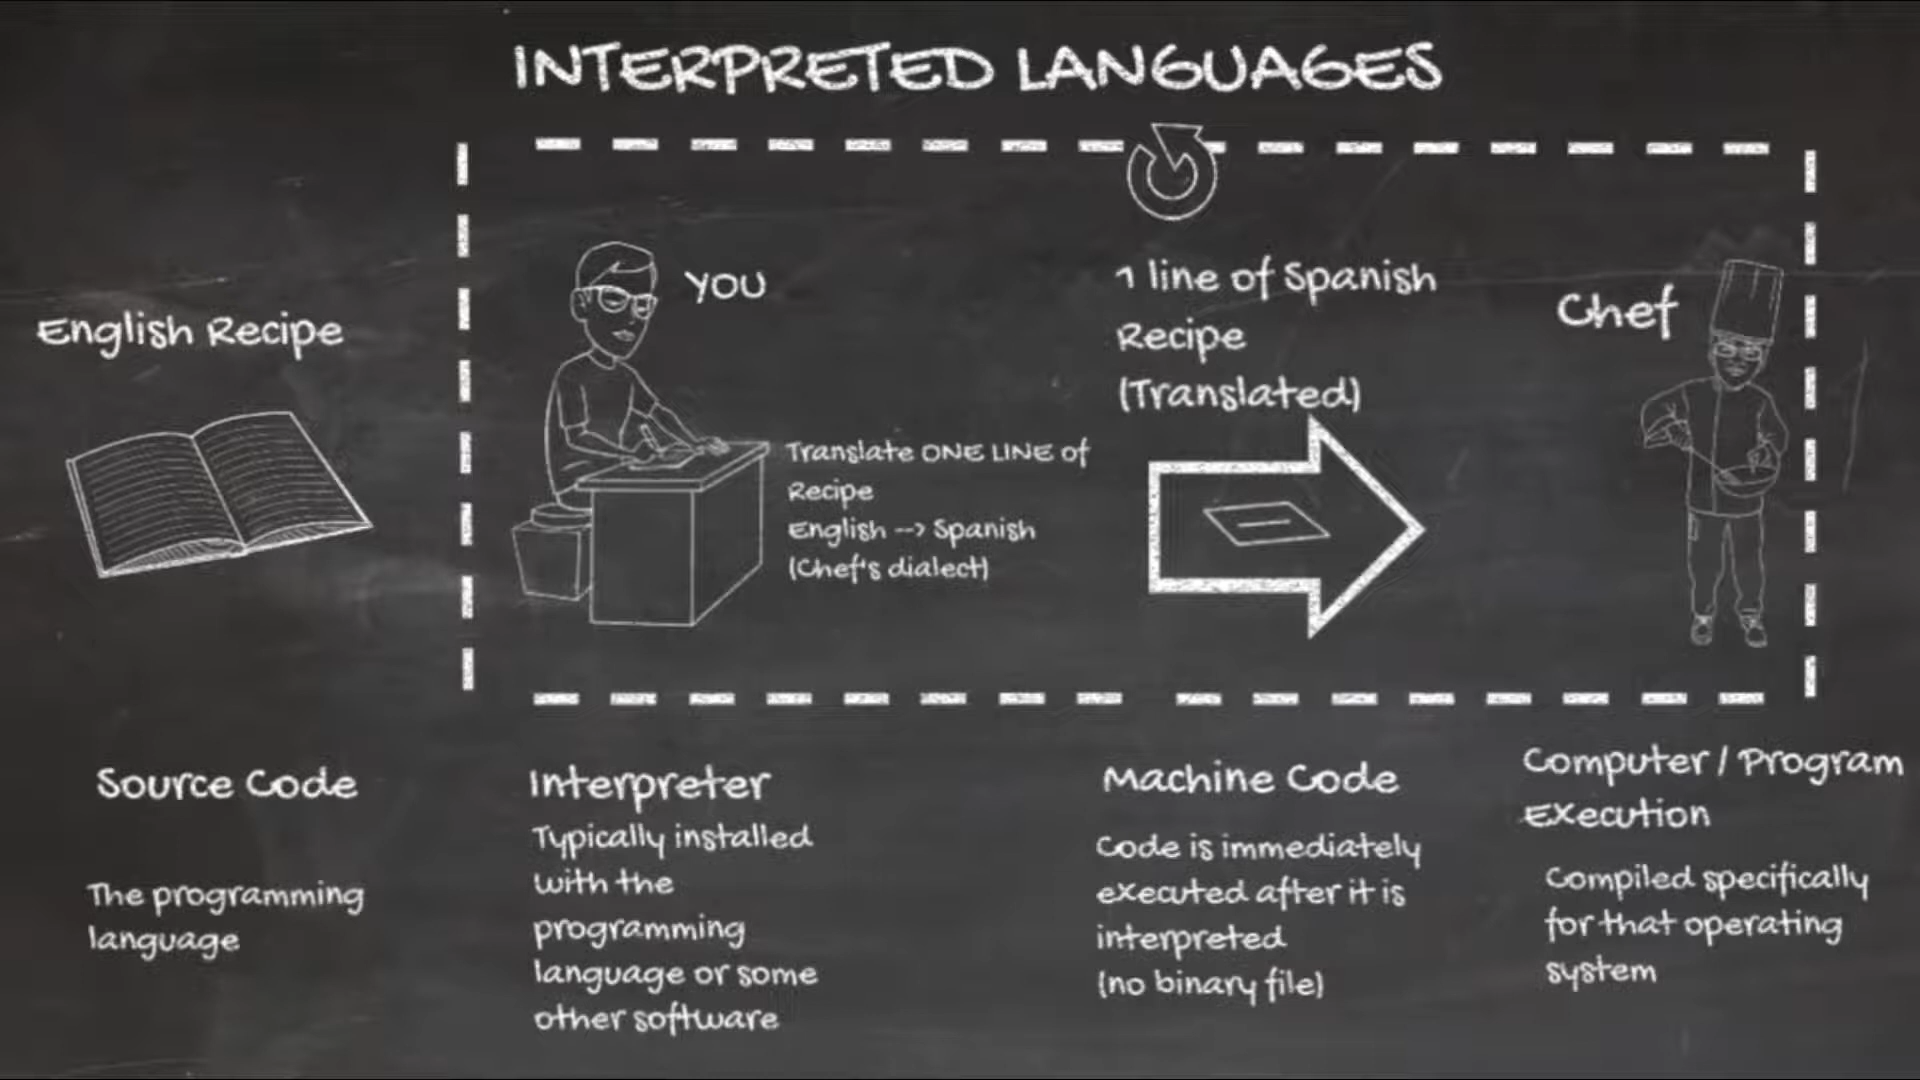 INTERPRETED LANGUAGES
English Recipe
YOU
Translate ONE LINE of
Recipe
English --> Spanish
(Chef's dialect)
1 line of Spanish
Recipe
(Translated)
Chef
Source Code
The programming
language
Interpreter
Typically installed
with the
programming
language or some
other software
Machine Code
Code is immediately
executed after it is
interpreted
(no binary file)
Computer / Program
Execution
Compiled specifically
for that operating
system